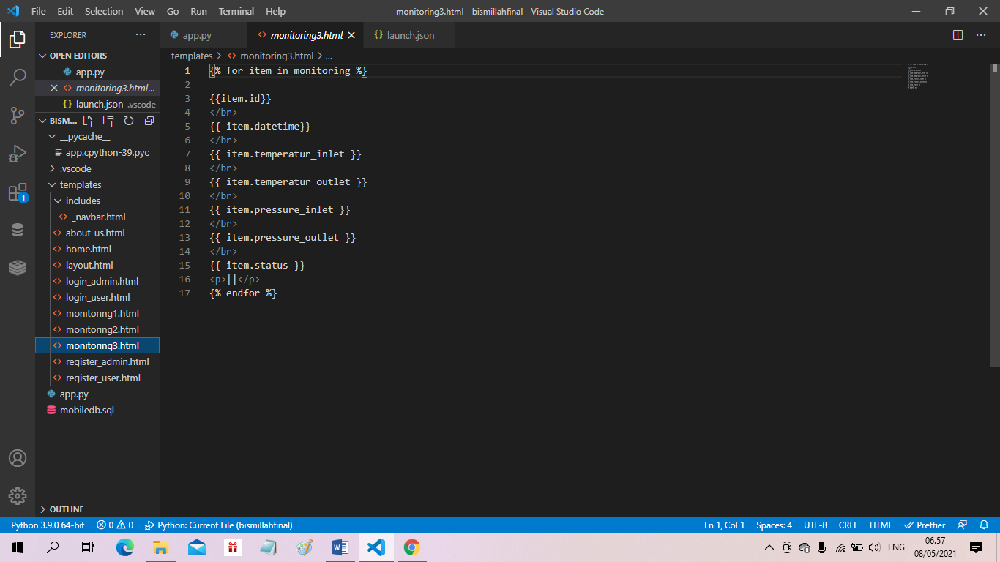 File Edit Selection View Go Run Terminal Help
monitoring3.html - bismillahfinal - Visual Studio Code
EXPLORER
OPEN EDITORS
app.py
monitoring3.html...
launch.json .vscode
BISM...
__pycache__
app.cpython-39.pyc
.vscode
templates
includes
_navbar.html
about-us.html
home.html
layout.html
login_admin.html
login_user.html
monitoring1.html
monitoring2.html
monitoring3.html
register_admin.html
register_user.html
app.py
mobiledb.sql
OUTLINE
1
app.py monitoring3.html launch.json
templates > monitoring3.html > ...
1 {% for item in monitoring %}
2
3 {{item.id}}
4 </br>
5 {{ item.datetime}}
6 </br>
7 {{ item.temperatur_inlet }}
8 </br>
9 {{ item.temperatur_outlet }}
10 </br>
11 {{ item.pressure_inlet }}
12 </br>
13 {{ item.pressure_outlet }}
14 </br>
15 {{ item.status }}
16 <p>||</p>
17 {% endfor %}
Python 3.9.0 64-bit 0 0 Python: Current File (bismillahfinal) Ln 1, Col 1 Spaces: 4 UTF-8 CRLF HTML Prettier
ENG
06.57
08/05/2021